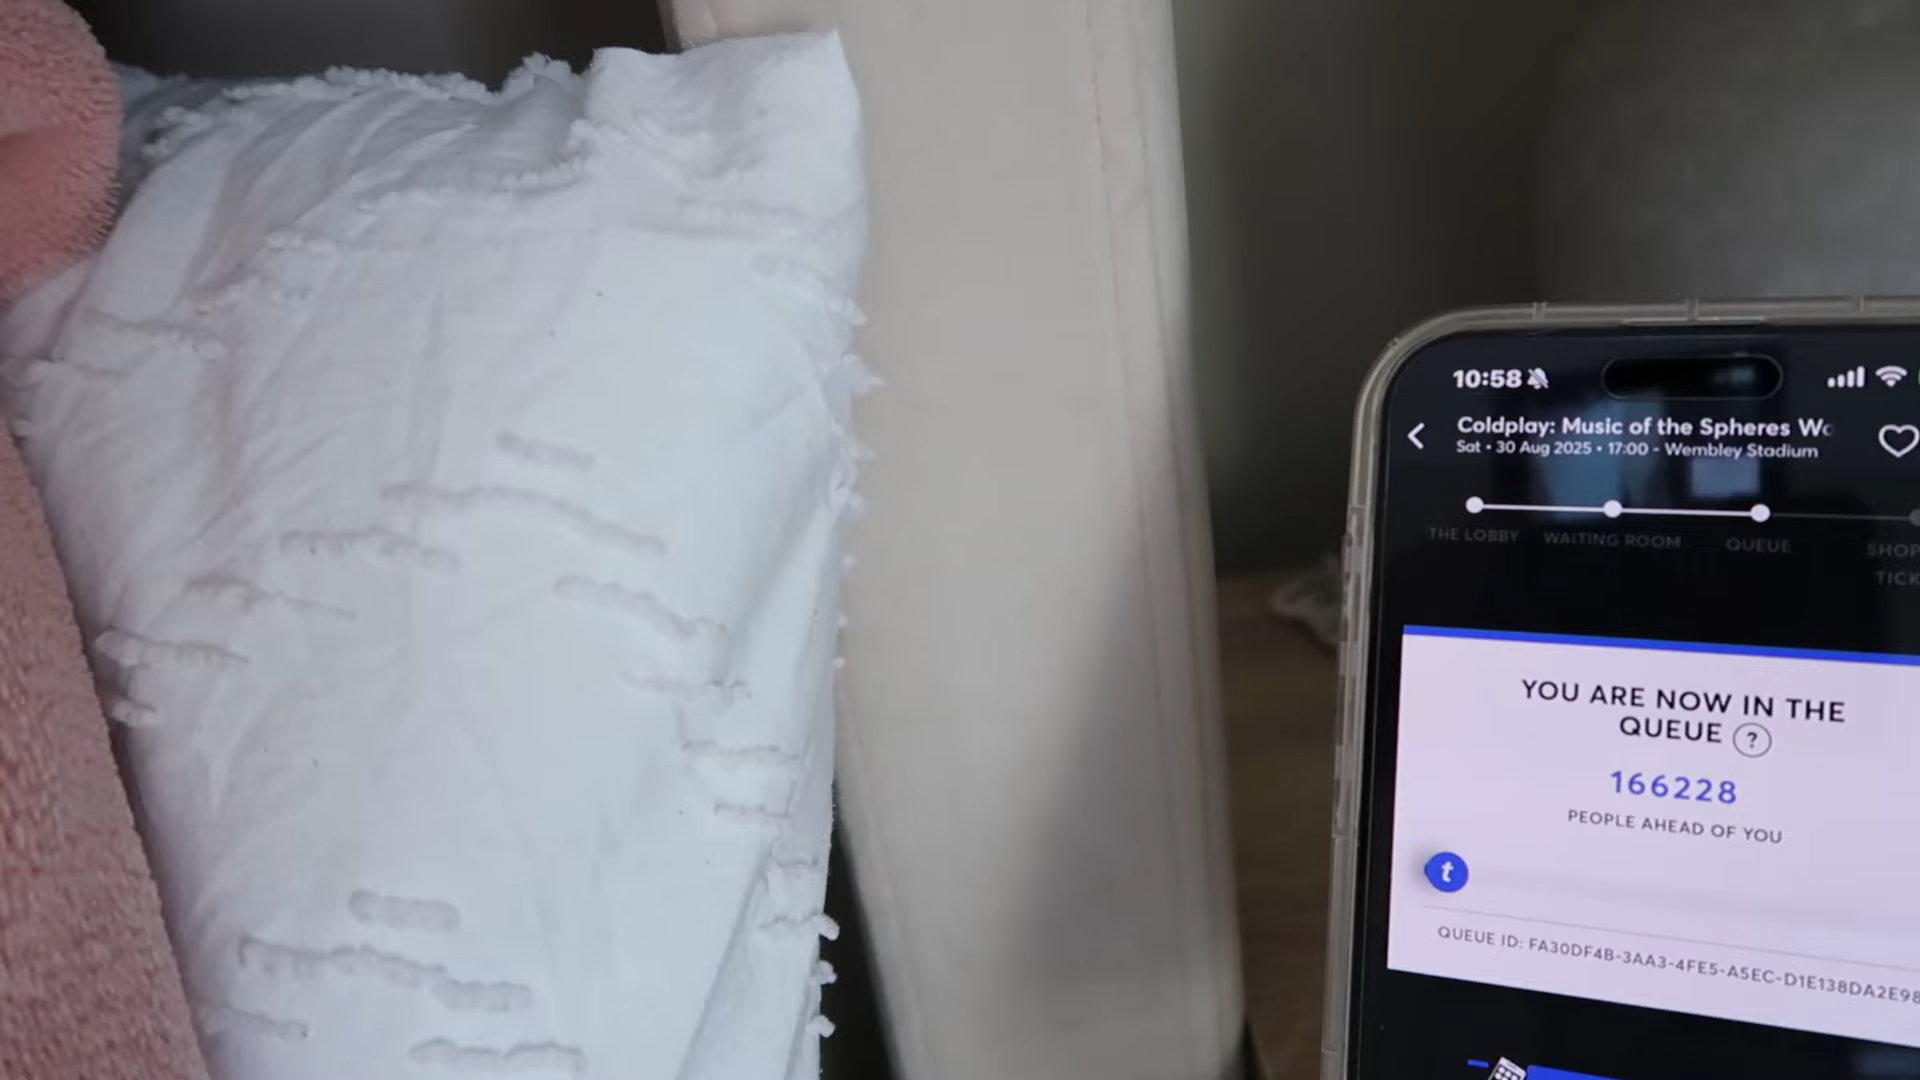 10:58
Coldplay: Music of the Spheres Wo
Sat • 30 Aug 2025 • 17:00 - Wembley Stadium
THE LOBBY
WAITING ROOM
QUEUE
SHOP
TICK
YOU ARE NOW IN THE
QUEUE ?
166228
PEOPLE AHEAD OF YOU
t
QUEUE ID: FA30DF4B-3AA3-4FE5-A5EC-D1E138DA2E98